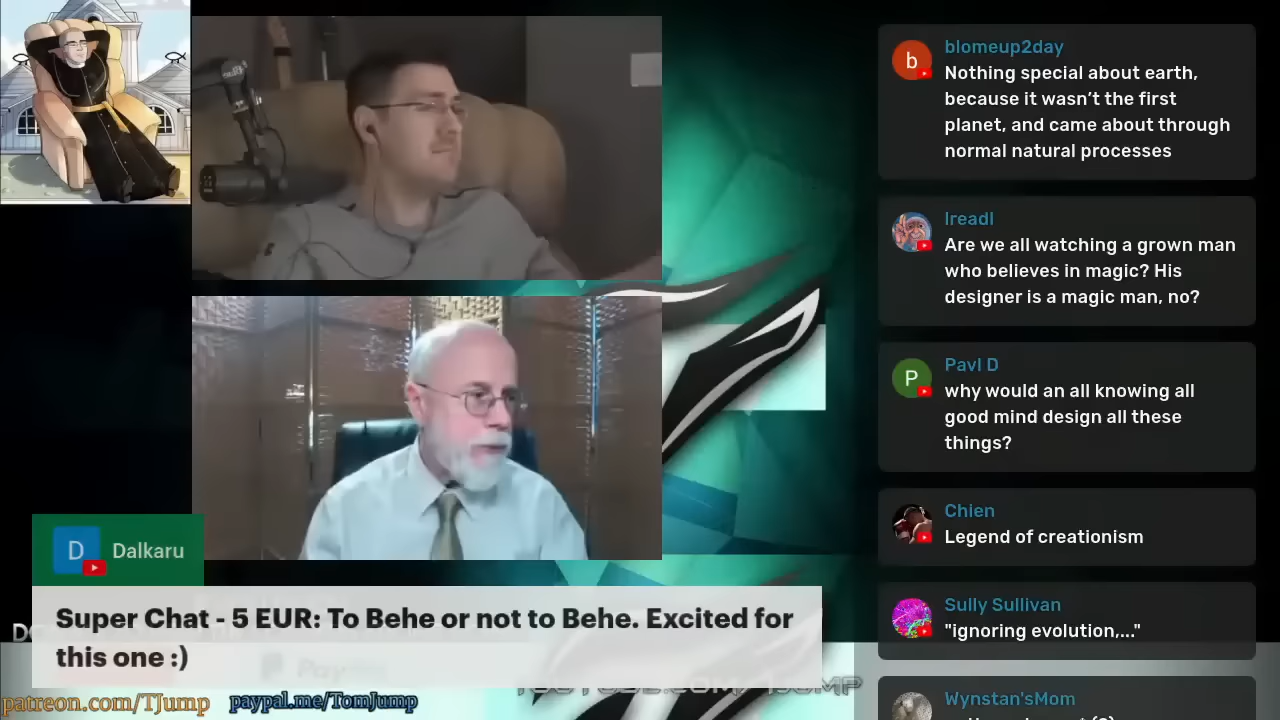 blomeup2day
Nothing special about earth,
because it wasn’t the first
planet, and came about through
normal natural processes
Ireadl
Are we all watching a grown man
who believes in magic? His
designer is a magic man, no?
Pavl D
why would an all knowing all
good mind design all these
things?
Chien
Legend of creationism
Sully Sullivan
"ignoring evolution,..."
Wynstan'sMom
Dalkaru
Super Chat - 5 EUR: To Behe or not to Behe. Excited for
this one :)
patreon.com/TJump
paypal.me/TomJump